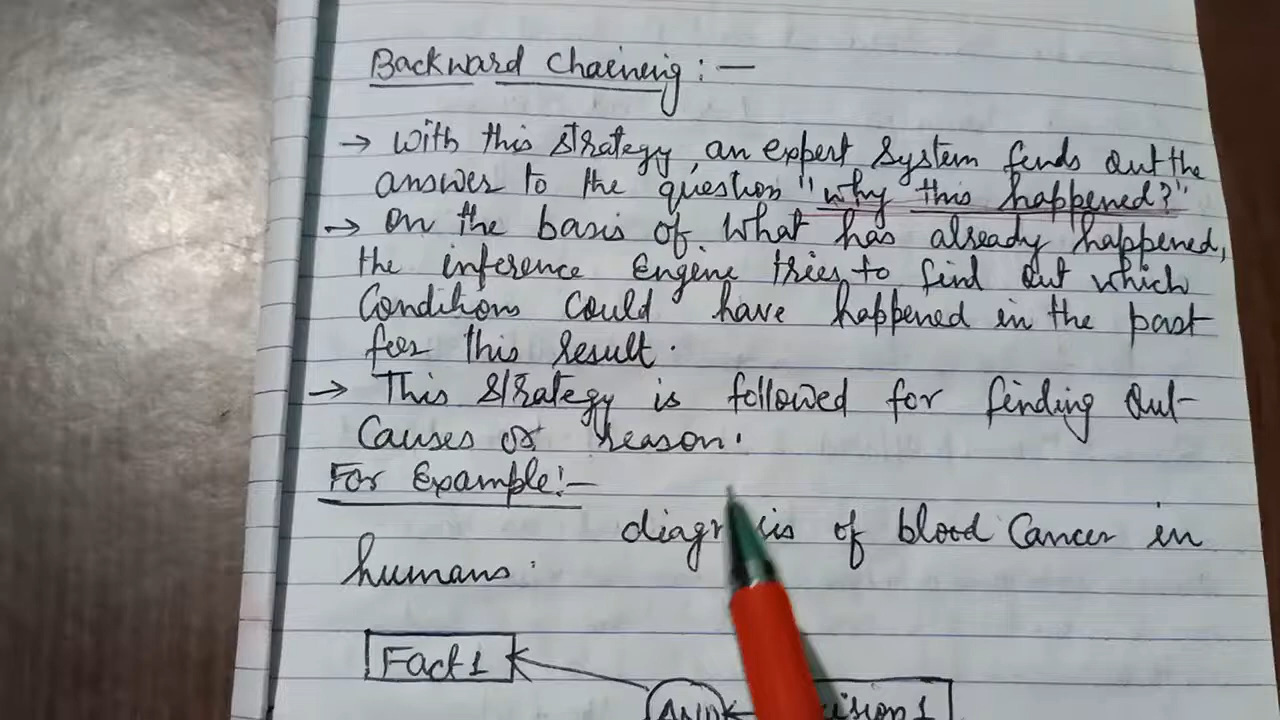 Backward Chaineing : —
→ With this strategy, an expert system finds out the
answer to the question "why this happened?"
→ On the basis of what has already happened,
the inference Engine tries to find out which
Conditions Could have happened in the past
for this result.
→ This strategy is followed for finding out
Causes or reason.
For Example:—
of blood Cancer in
humans.
Fact1
AND